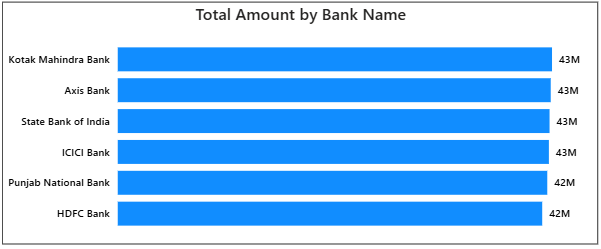 Total Amount by Bank Name
Kotak Mahindra Bank 43M
Axis Bank 43M
State Bank of India 43M
ICICI Bank 43M
Punjab National Bank 42M
HDFC Bank 42M